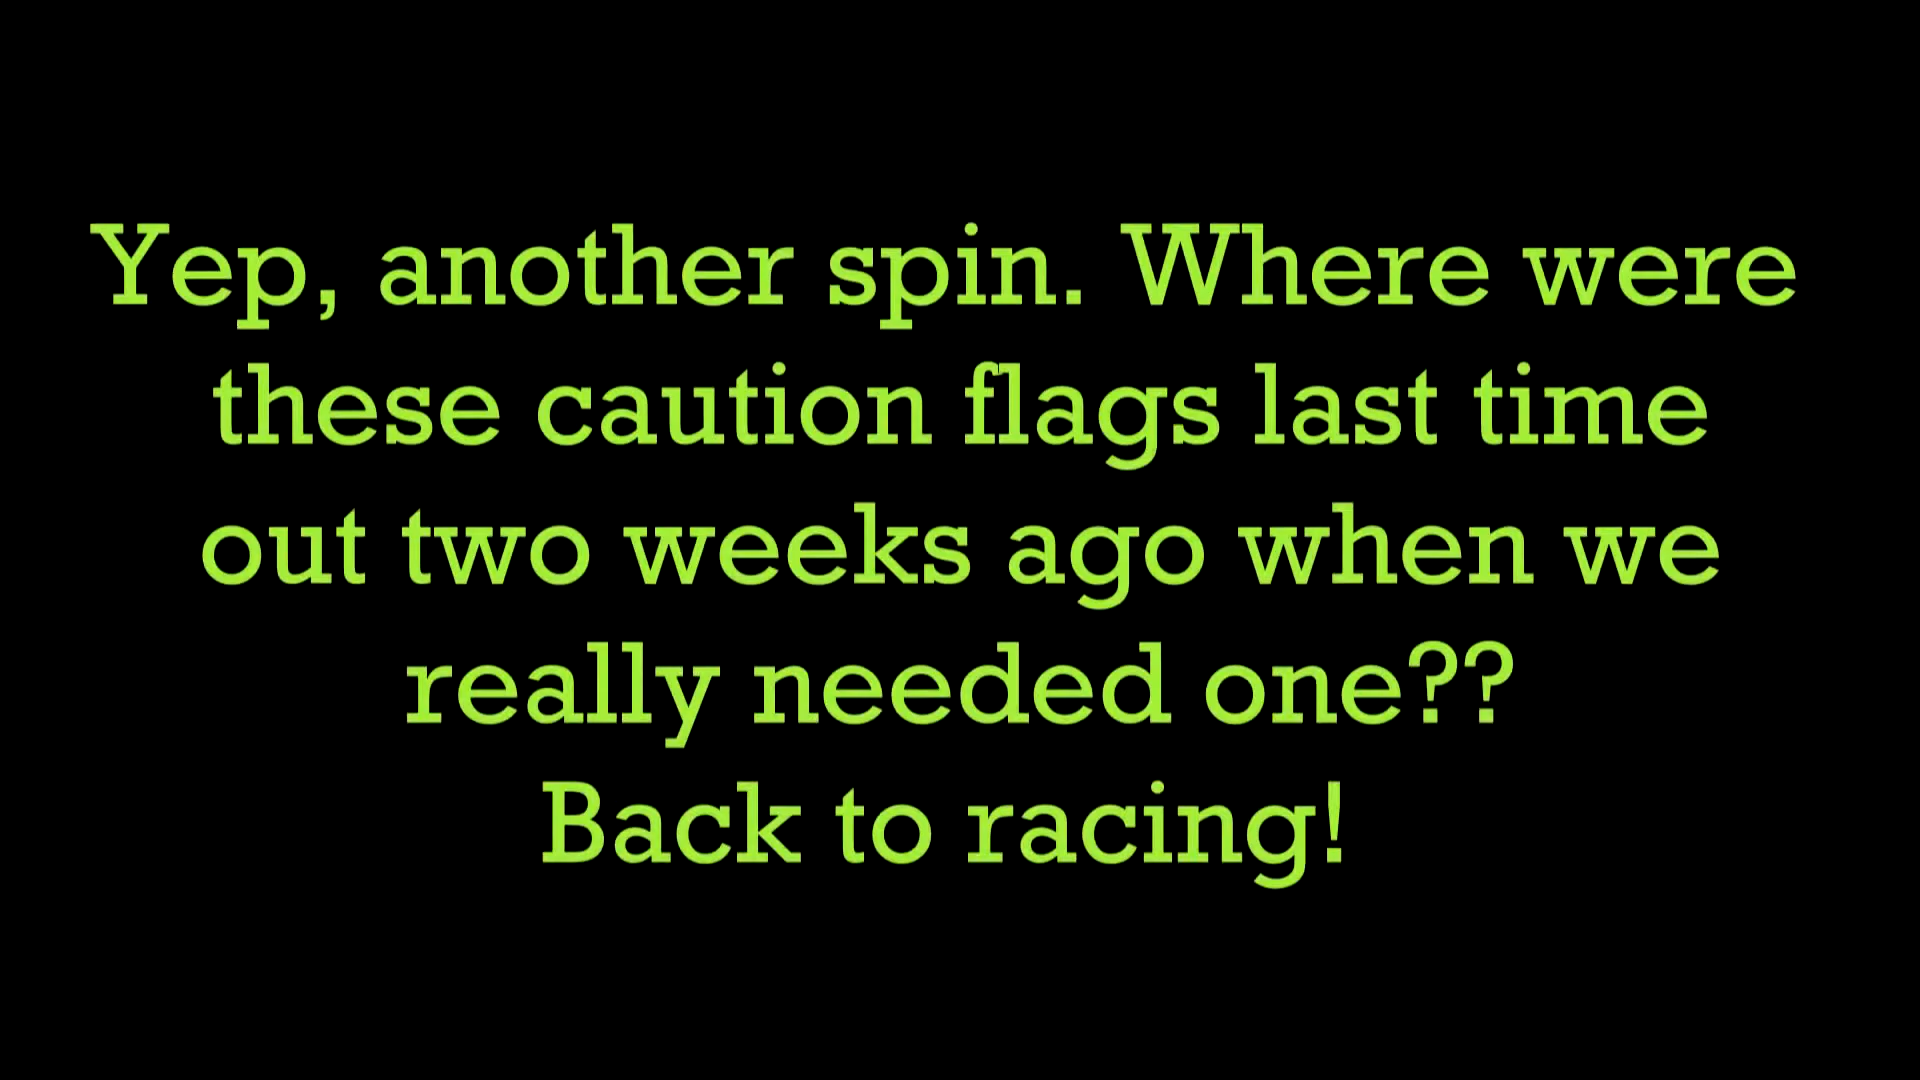 Yep, another spin. Where were
these caution flags last time
out two weeks ago when we
really needed one??
Back to racing!